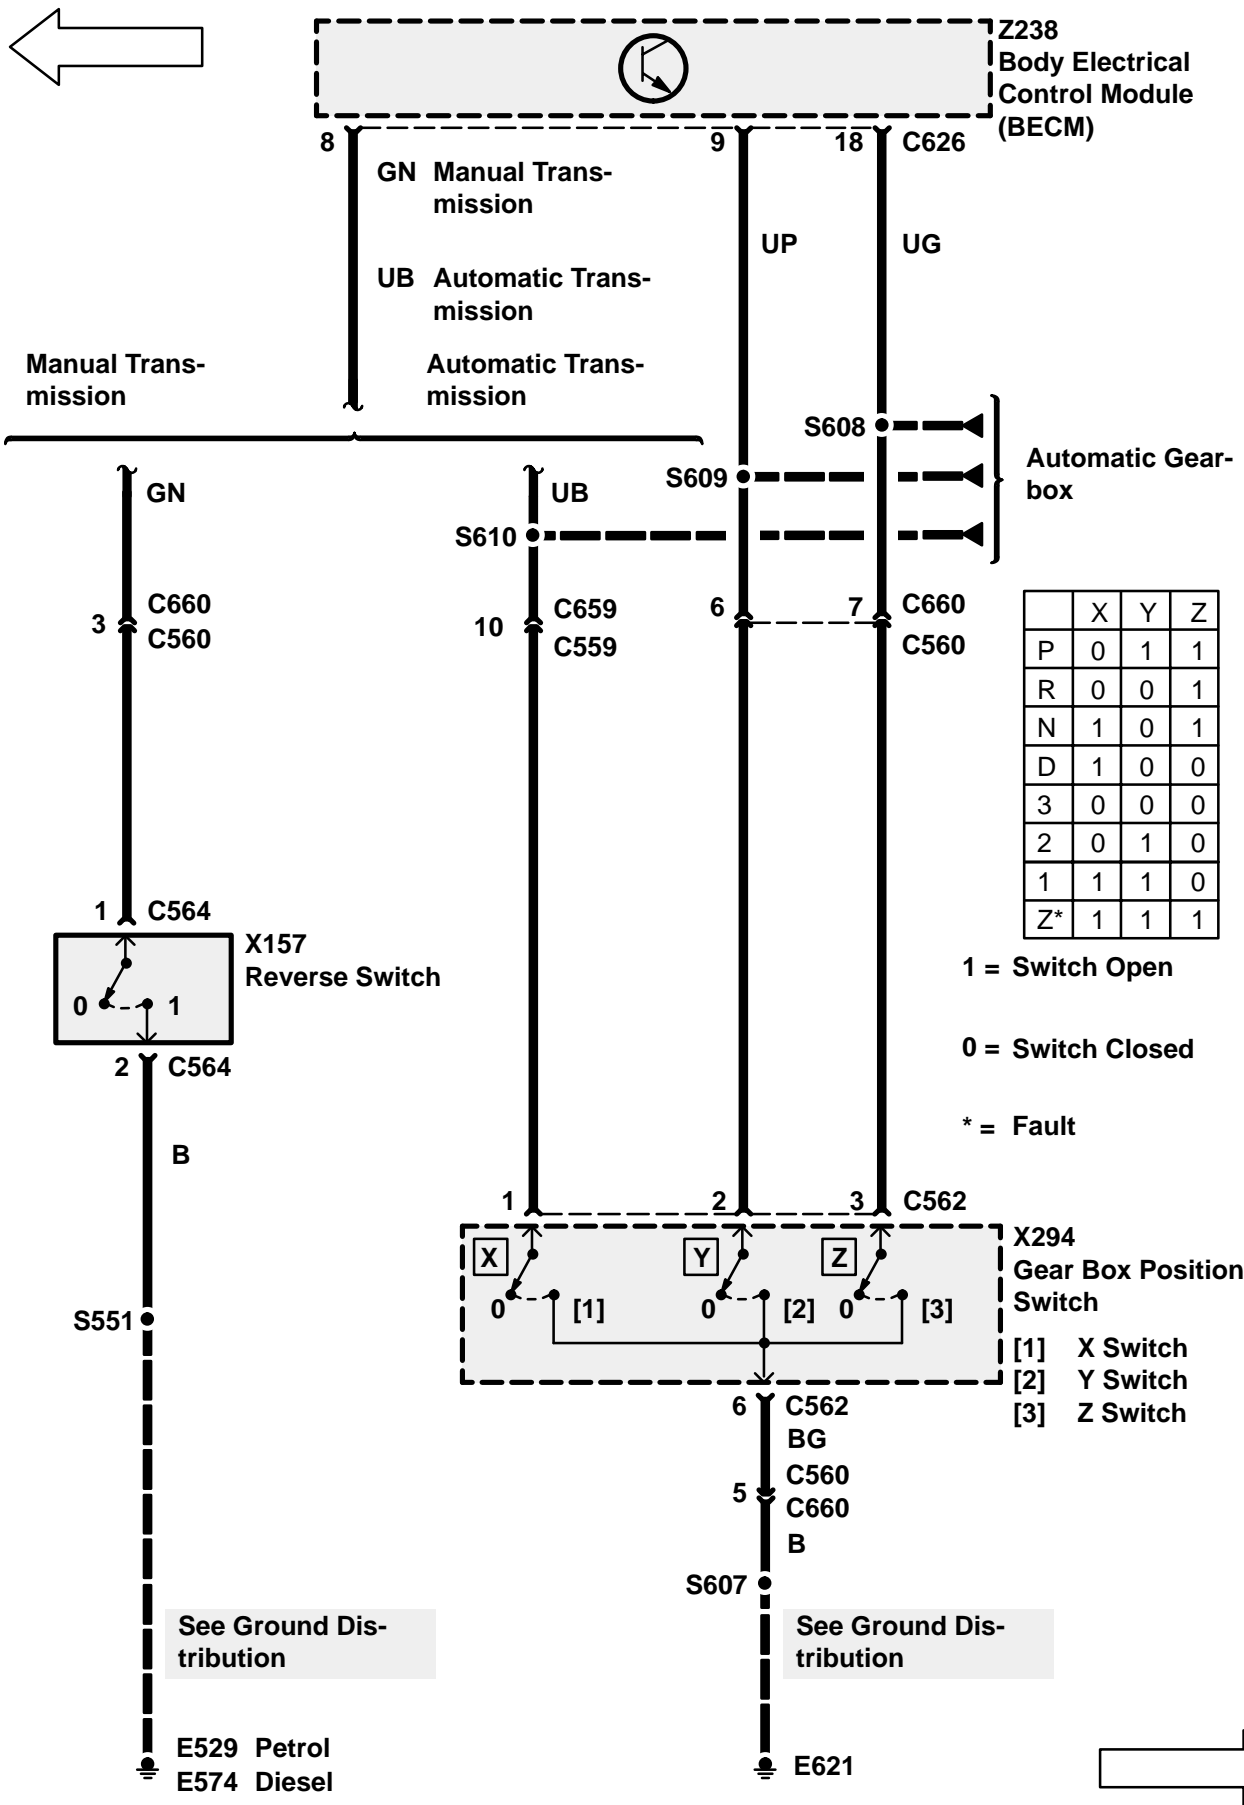 Z238
Body Electrical
Control Module
(BECM)
8
9
18
C626
GN Manual Trans-
mission
UP
UG
UB Automatic Trans-
mission
Manual Trans-
mission
Automatic Trans-
mission
S608
Automatic Gear-
box
S609
GN
UB
S610
3
C660
C560
10
C659
C559
6
7
C660
C560
X Y Z
P 0 1 1
R 0 0 1
N 1 0 1
D 1 0 0
3 0 0 0
2 0 1 0
1 1 1 0
Z* 1 1 1
1 = Switch Open
0 = Switch Closed
* = Fault
1 C564
X157
Reverse Switch
0 1
2 C564
B
1
2
3
C562
X
Y
Z
0 [1]
0 [2]
0 [3]
X294
Gear Box Position
Switch
[1] X Switch
[2] Y Switch
[3] Z Switch
S551
6 C562
BG
C560
5
C660
B
S607
See Ground Dis-
tribution
See Ground Dis-
tribution
E529 Petrol
E574 Diesel
E621